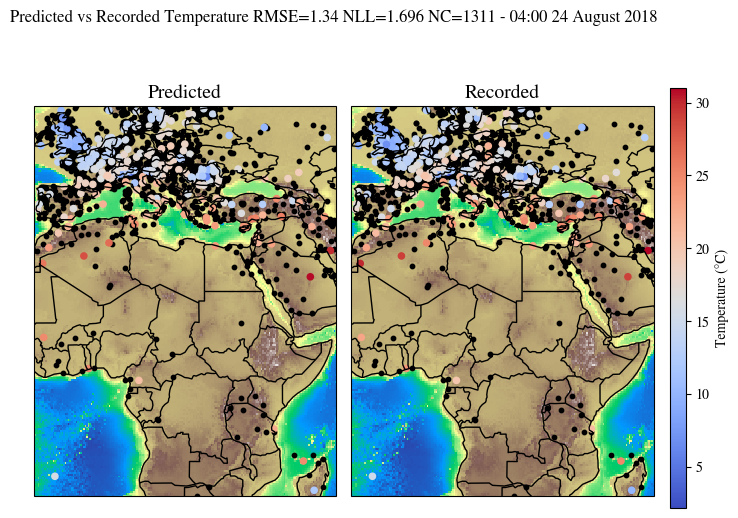 Predicted vs Recorded Temperature RMSE=1.34 NLL=1.696 NC=1311 - 04:00 24 August 2018
Predicted
Recorded
30
25
20
15
10
5
Temperature (°C)